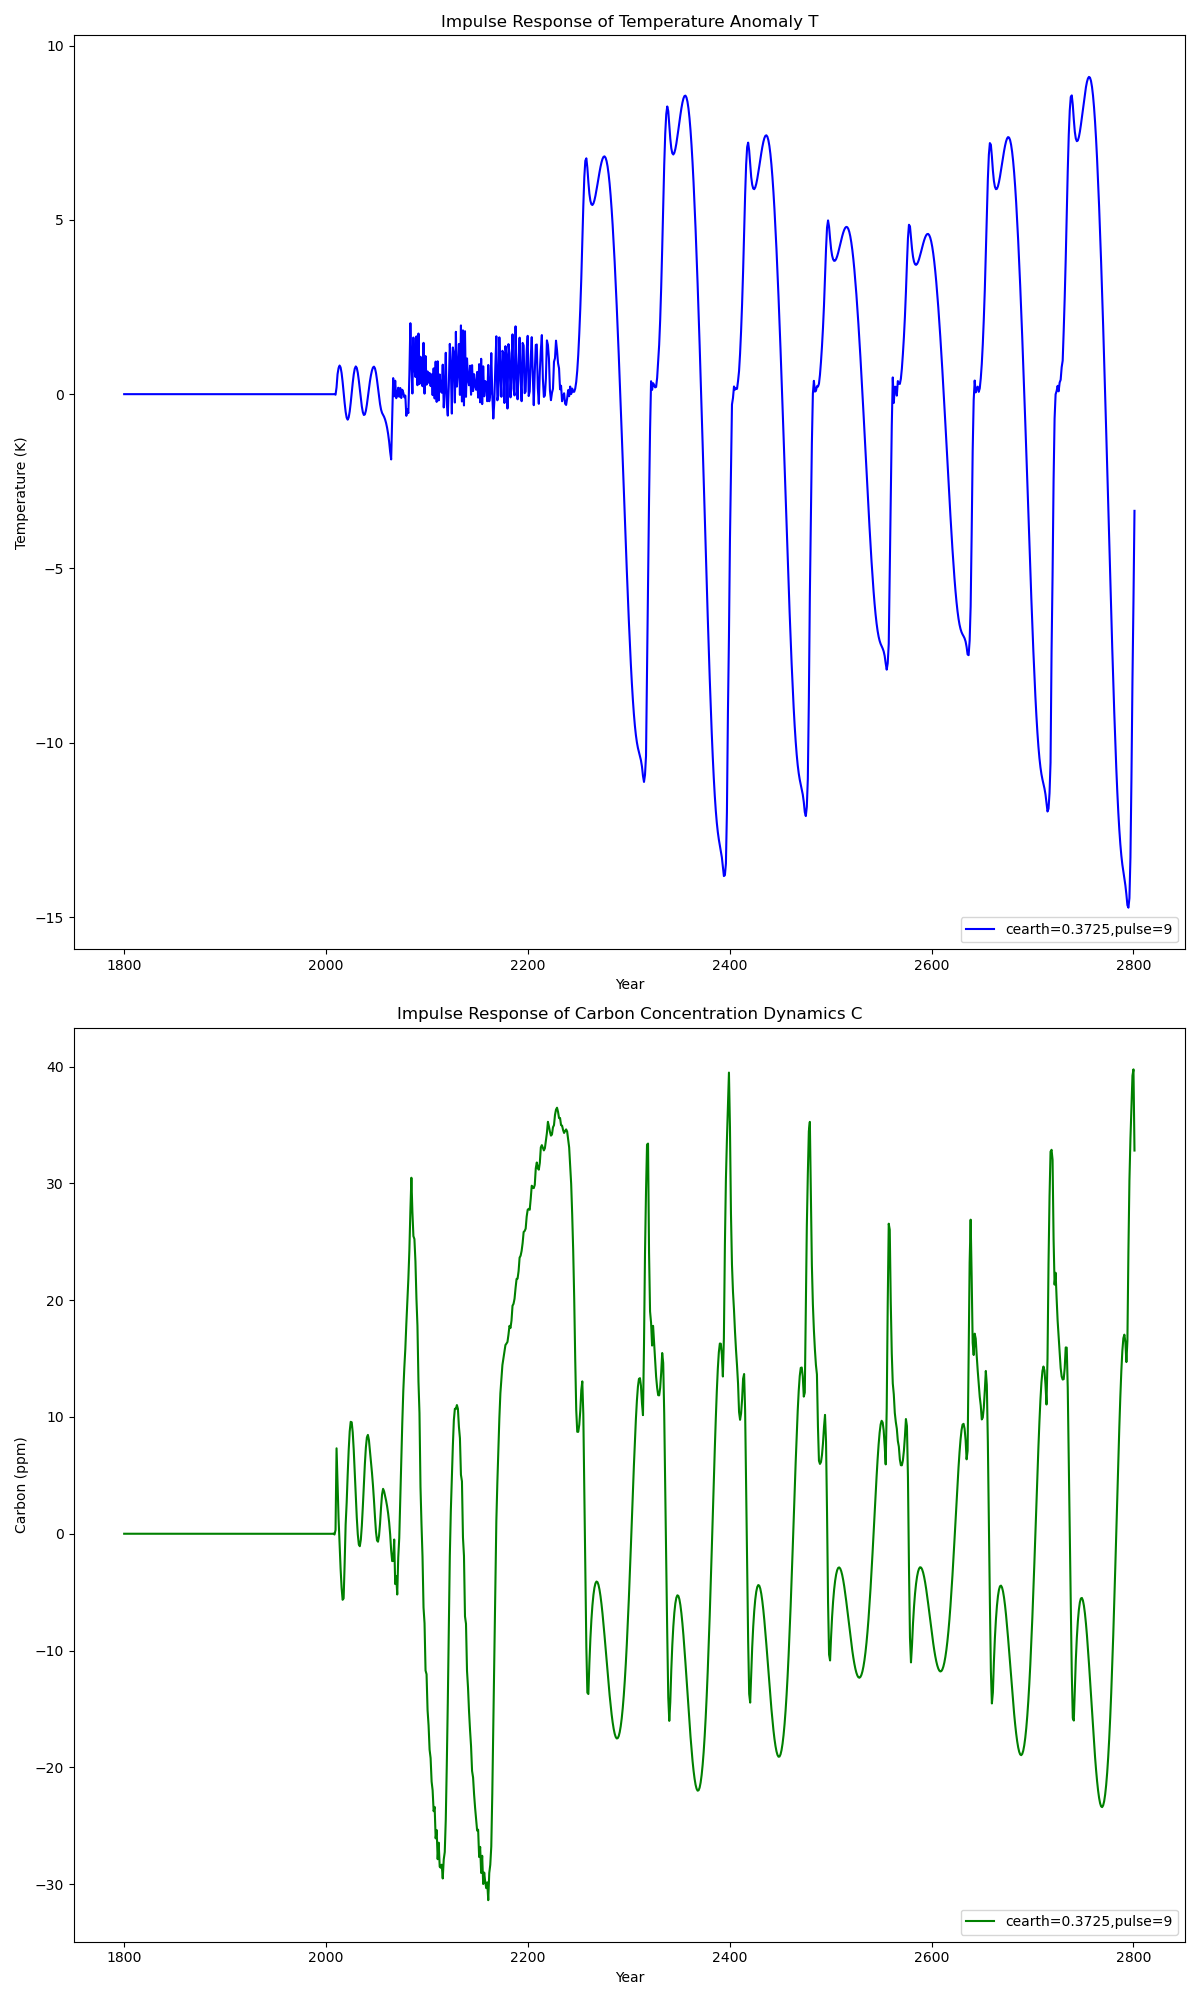 Impulse Response of Temperature Anomaly T
Temperature (K)
10
5
0
−5
−10
−15
1800 2000 2200 2400 2600 2800
Year
cearth=0.3725,pulse=9
Impulse Response of Carbon Concentration Dynamics C
Carbon (ppm)
40
30
20
10
0
−10
−20
−30
1800 2000 2200 2400 2600 2800
Year
cearth=0.3725,pulse=9